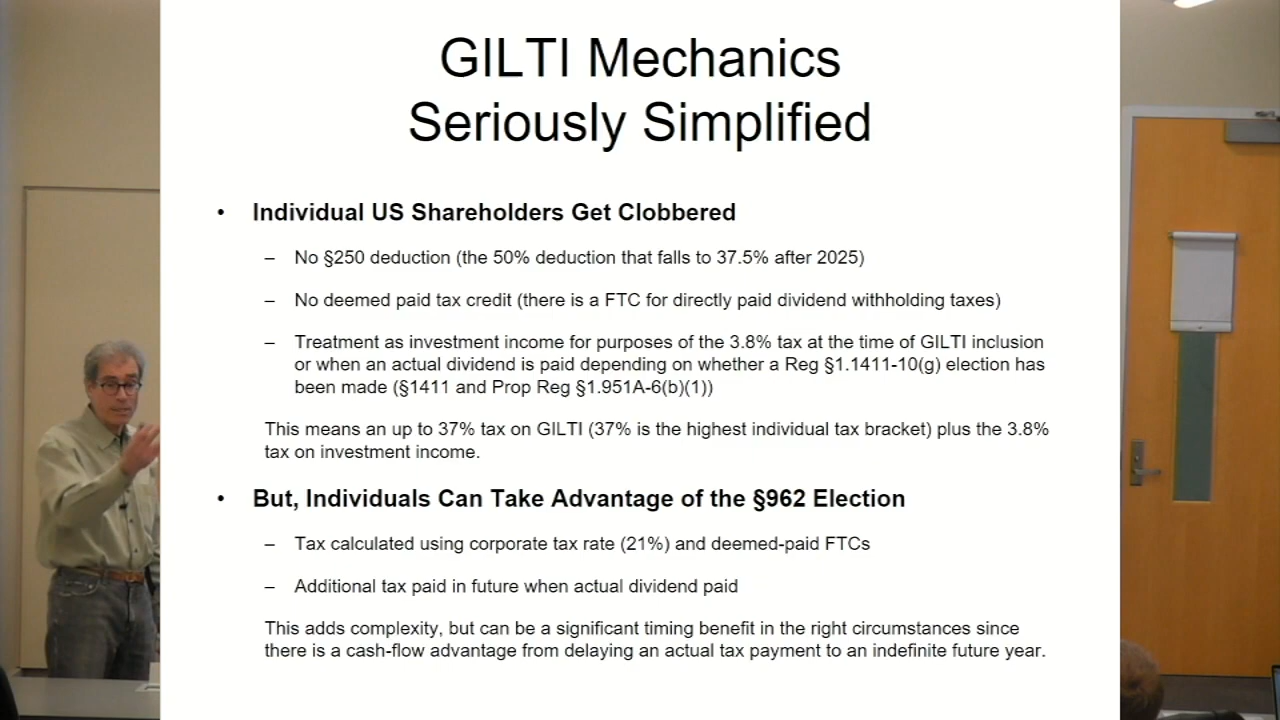 GILTI Mechanics
Seriously Simplified
• Individual US Shareholders Get Clobbered
– No §250 deduction (the 50% deduction that falls to 37.5% after 2025)
– No deemed paid tax credit (there is a FTC for directly paid dividend withholding taxes)
– Treatment as investment income for purposes of the 3.8% tax at the time of GILTI inclusion
or when an actual dividend is paid depending on whether a Reg §1.1411-10(g) election has
been made (§1411 and Prop Reg §1.951A-6(b)(1))
This means an up to 37% tax on GILTI (37% is the highest individual tax bracket) plus the 3.8%
tax on investment income.
• But, Individuals Can Take Advantage of the §962 Election
– Tax calculated using corporate tax rate (21%) and deemed-paid FTCs
– Additional tax paid in future when actual dividend paid
This adds complexity, but can be a significant timing benefit in the right circumstances since
there is a cash-flow advantage from delaying an actual tax payment to an indefinite future year.